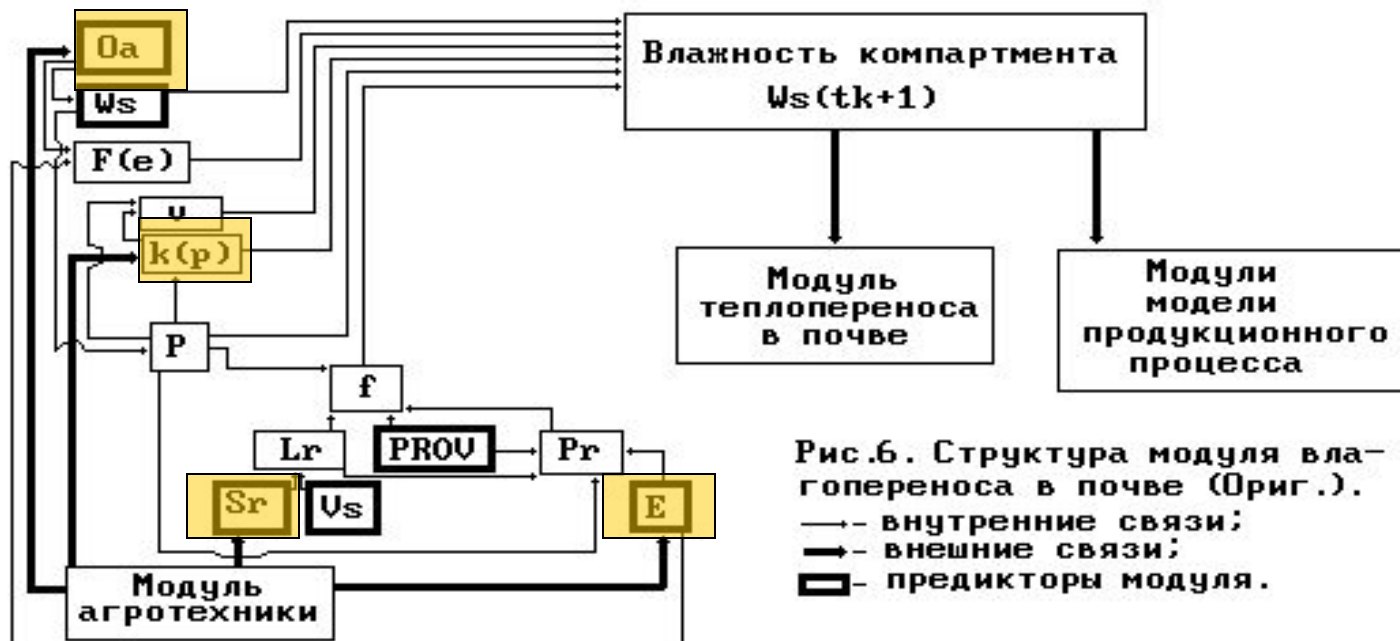 Оа
Ws
F(e)
v
k(p)
P
f
Lr
PROV
Pr
Sr
Vs
E
Модуль
агротехники
Влажность компартмента
Ws(tk+1)
Модуль
теплопереноса
в почве
Модули
модели
продукционного
процесса
Рис.6. Структура модуля вла-
гопереноса в почве (Ориг.).
- внутренние связи;
- внешние связи;
- предикторы модуля.